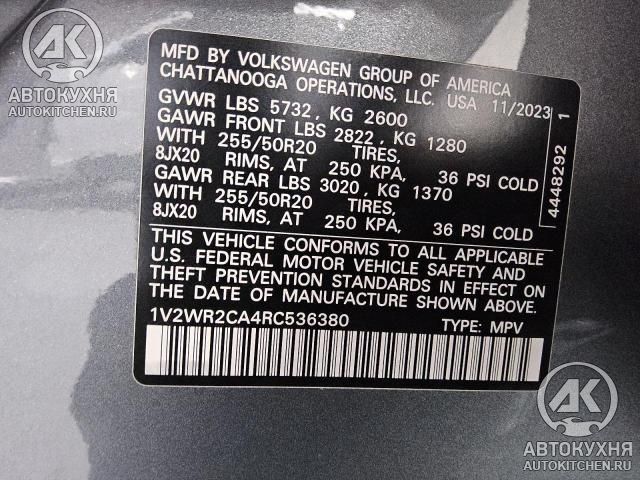 AK
АВТОКУХНЯ
AUTOKITCHEN.RU
MFD BY VOLKSWAGEN GROUP OF AMERICA
CHATTANOOGA OPERATIONS, LLC. USA 11/2023
GVWR LBS 5732, KG 2600
GAWR FRONT LBS 2822, KG 1280
WITH 255/50R20 TIRES,
8JX20 RIMS, AT 250 KPA, 36 PSI COLD
GAWR REAR LBS 3020, KG 1370
WITH 255/50R20 TIRES,
8JX20 RIMS, AT 250 KPA, 36 PSI COLD
THIS VEHICLE CONFORMS TO ALL APPLICABLE
U.S. FEDERAL MOTOR VEHICLE SAFETY AND
THEFT PREVENTION STANDARDS IN EFFECT ON
THE DATE OF MANUFACTURE SHOWN ABOVE.
1V2WR2CA4RC536380 TYPE: MPV
4448292 1
AK
АВТОКУХНЯ
AUTOKITCHEN.RU